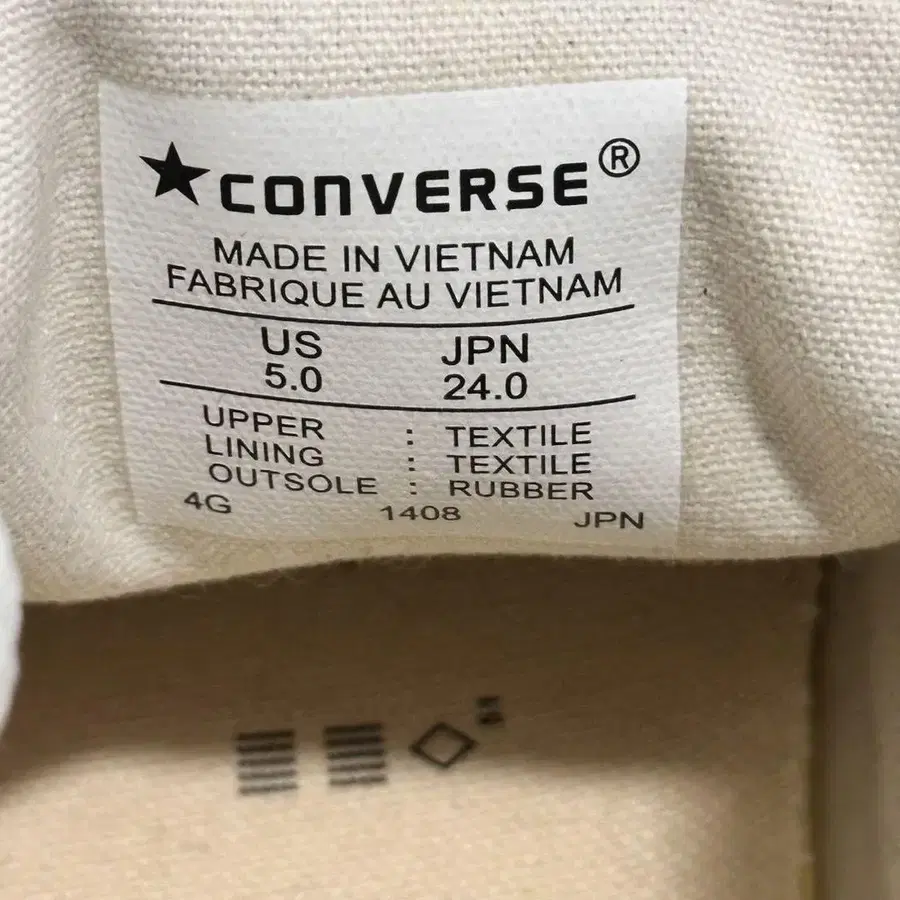 ★CONVERSE®
MADE IN VIETNAM
FABRIQUE AU VIETNAM
US JPN
5.0 24.0
UPPER : TEXTILE
LINING : TEXTILE
OUTSOLE : RUBBER
4G 1408 JPN